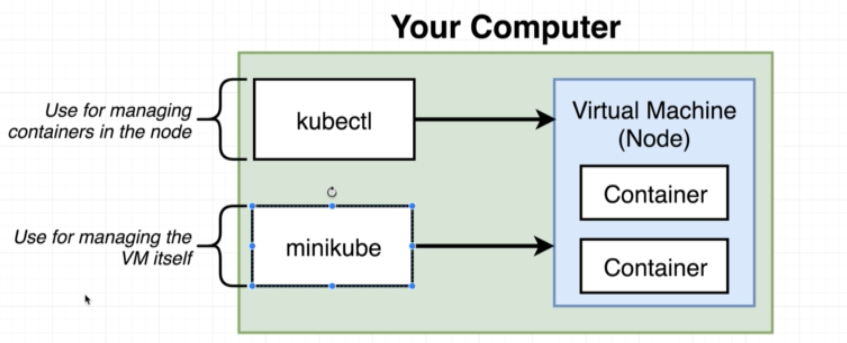 Your Computer
Use for managing
containers in the node
kubectl
Virtual Machine
(Node)
Container
Use for managing the
VM itself
minikube
Container